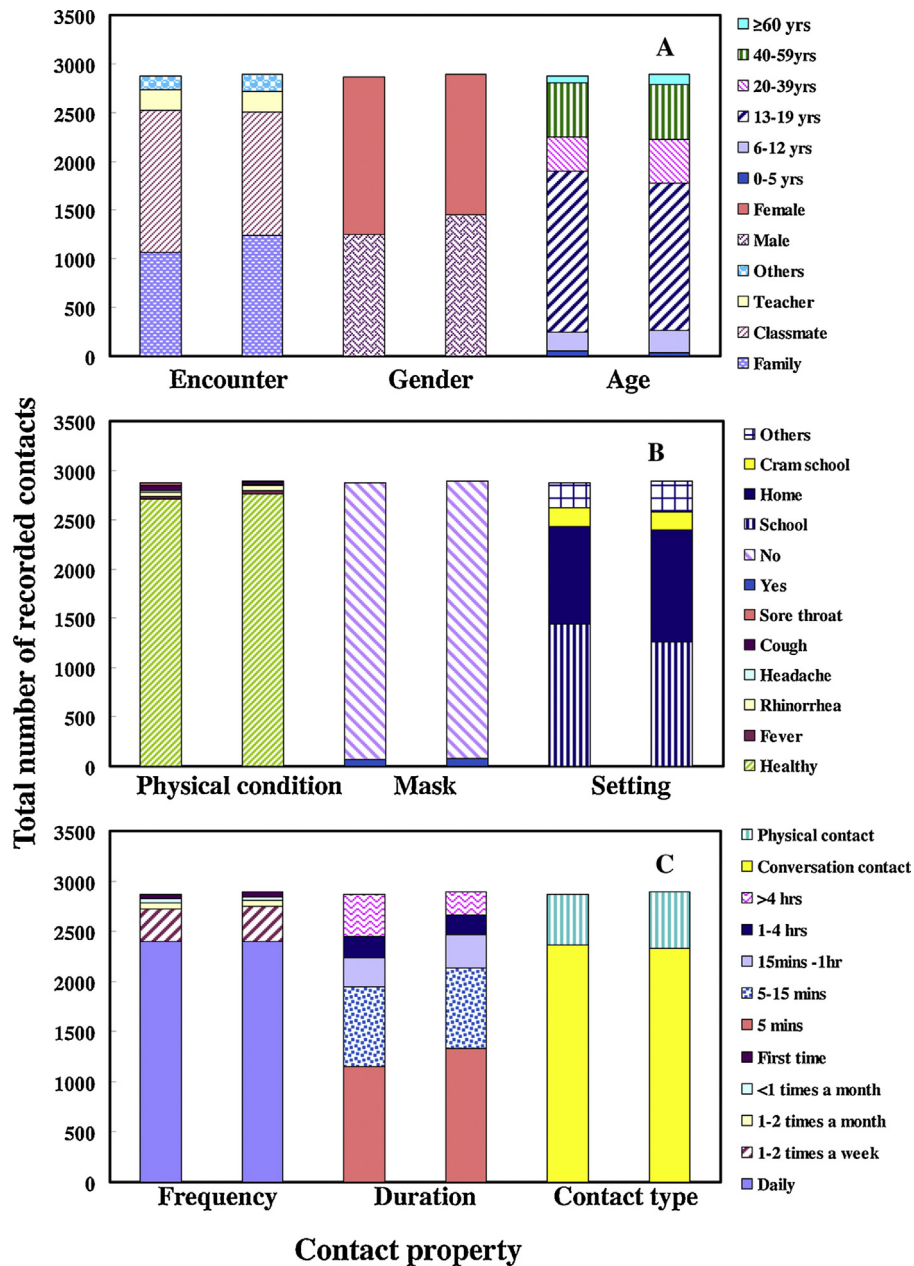 Total number of recorded contacts
3500
3000
2500
2000
1500
1000
500
0
A
Encounter Gender Age
≥60 yrs
40-59yrs
20-39yrs
13-19 yrs
6-12 yrs
0-5 yrs
Female
Male
Others
Teacher
Classmate
Family
3500
3000
2500
2000
1500
1000
500
0
B
Physical condition Mask Setting
Others
Cram school
Home
School
No
Yes
Sore throat
Cough
Headache
Rhinorrhea
Fever
Healthy
3500
3000
2500
2000
1500
1000
500
0
C
Frequency Duration Contact type
Physical contact
Conversation contact
>4 hrs
1-4 hrs
15mins -1hr
5-15 mins
5 mins
First time
<1 times a month
1-2 times a month
1-2 times a week
Daily
Contact property